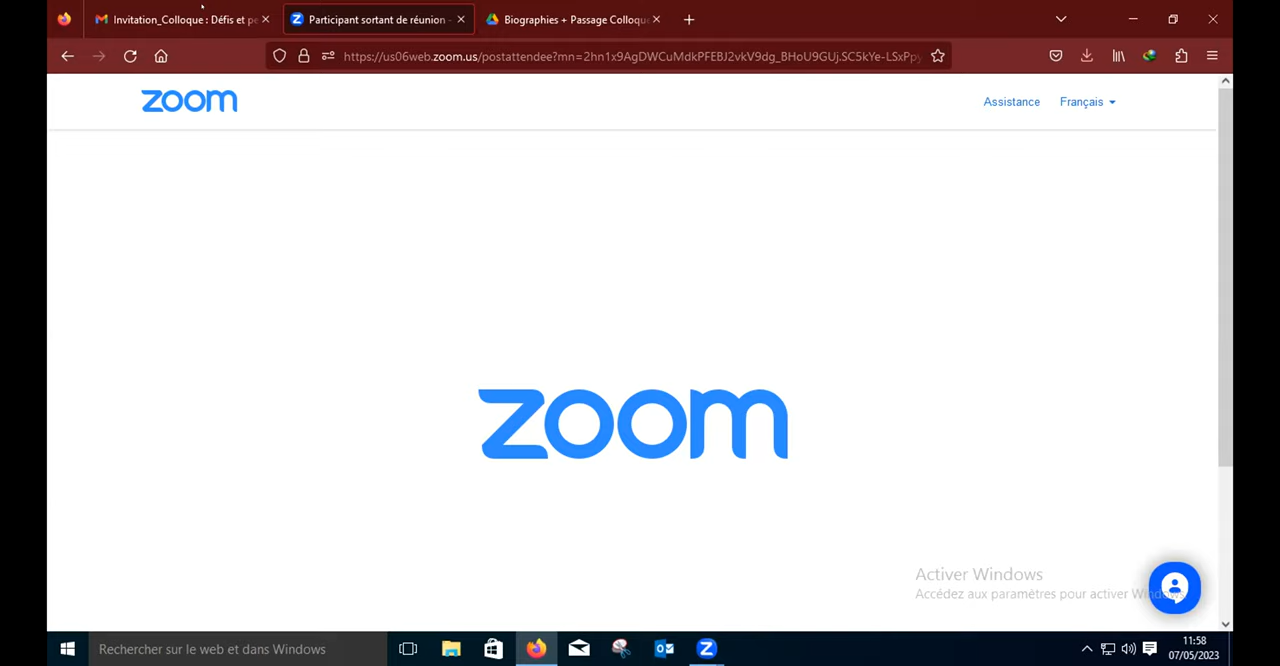 Invitation_Colloque : Défis et pe
Participant sortant de réunion -
Biographies + Passage Colloque
https://us06web.zoom.us/postattendee?mn=2hn1x9AgDWCuMdkPFEBJ2vkV9dg_BHoU9GUj.SC5kYe-LSxPpy
zoom
Assistance
Français
zoom
Activer Windows
Accédez aux paramètres pour activer Windows
Rechercher sur le web et dans Windows
11:58
07/05/2023